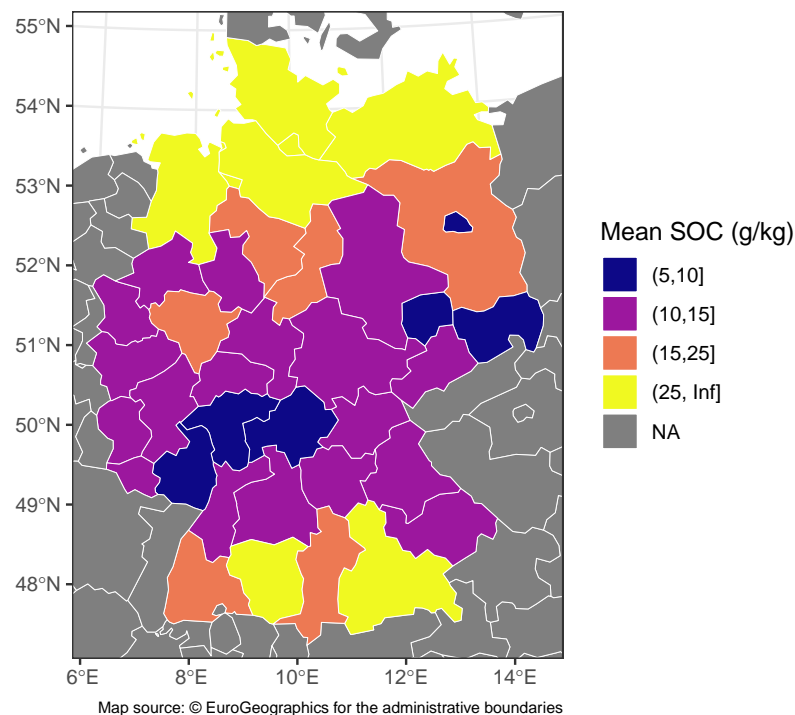 55°N
54°N
53°N
52°N
51°N
50°N
49°N
48°N
6°E 8°E 10°E 12°E 14°E
Mean SOC (g/kg)
(5,10]
(10,15]
(15,25]
(25, Inf]
NA
Map source: © EuroGeographics for the administrative boundaries